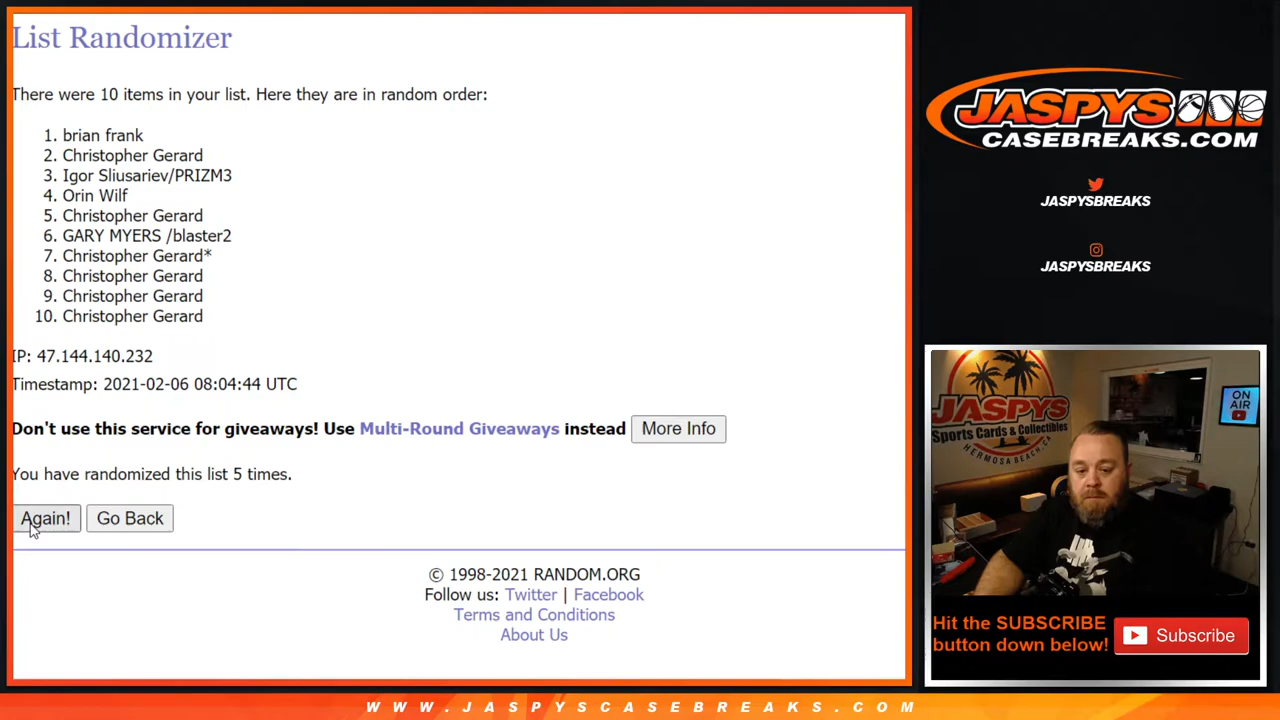 List Randomizer
There were 10 items in your list. Here they are in random order:
1. brian frank
2. Christopher Gerard
3. Igor Sliusariev/PRIZM3
4. Orin Wilf
5. Christopher Gerard
6. GARY MYERS /blaster2
7. Christopher Gerard*
8. Christopher Gerard
9. Christopher Gerard
10. Christopher Gerard
IP: 47.144.140.232
Timestamp: 2021-02-06 08:04:44 UTC
Don't use this service for giveaways! Use Multi-Round Giveaways instead More Info
You have randomized this list 5 times.
Again! Go Back
© 1998-2021 RANDOM.ORG
Follow us: Twitter | Facebook
Terms and Conditions
About Us
JASPYS
CASEBREAKS.COM
JASPYSBREAKS
JASPYSBREAKS
JASPYS
Sports Cards & Collectibles
HERMOSA BEACH, CA
ON
AIR
Hit the SUBSCRIBE
button down below!
Subscribe
WWW.JASPYSCASEBREAKS.COM